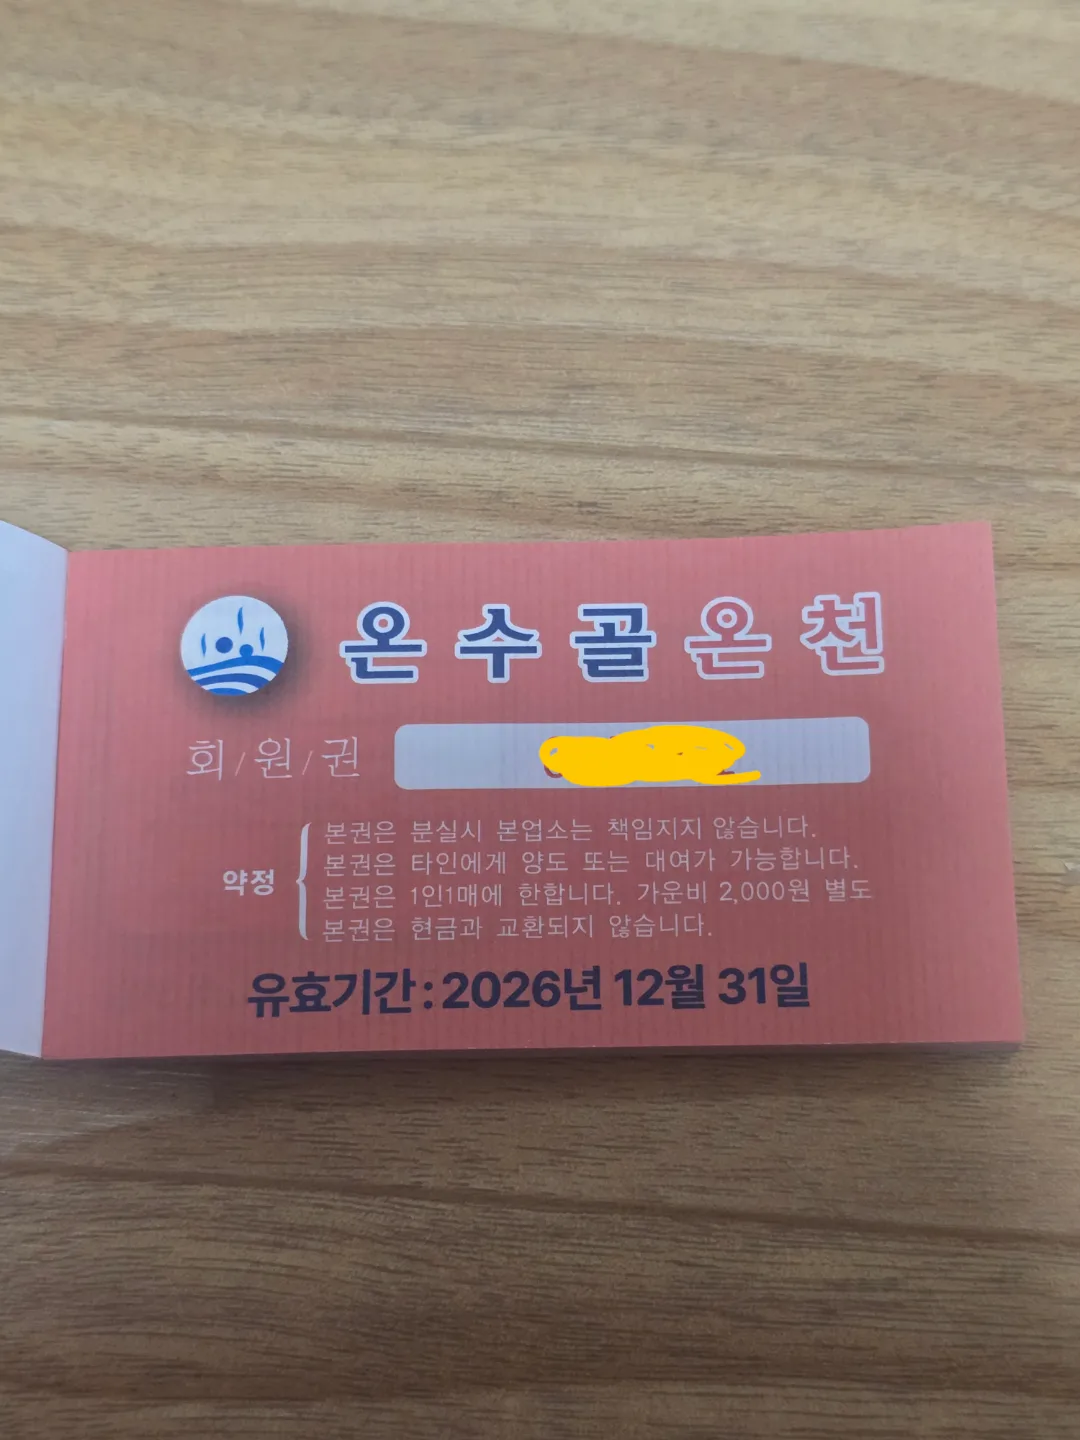 온수골온천
회/원/권
약정
본권은 분실시 본업소는 책임지지 않습니다.
본권은 타인에게 양도 또는 대여가 가능합니다.
본권은 1인1매에 한합니다. 가운비 2,000원 별도
본권은 현금과 교환되지 않습니다.
유효기간 : 2026년 12월 31일